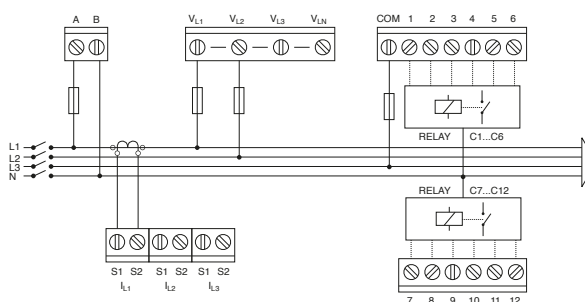 A B
VL1 VL2 VL3 VLN
COM 1 2 3 4 5 6
RELAY C1...C6
L1
L2
L3
N
RELAY C7...C12
S1 S2 S1 S2 S1 S2
IL1 IL2 IL3
7 8 9 10 11 12